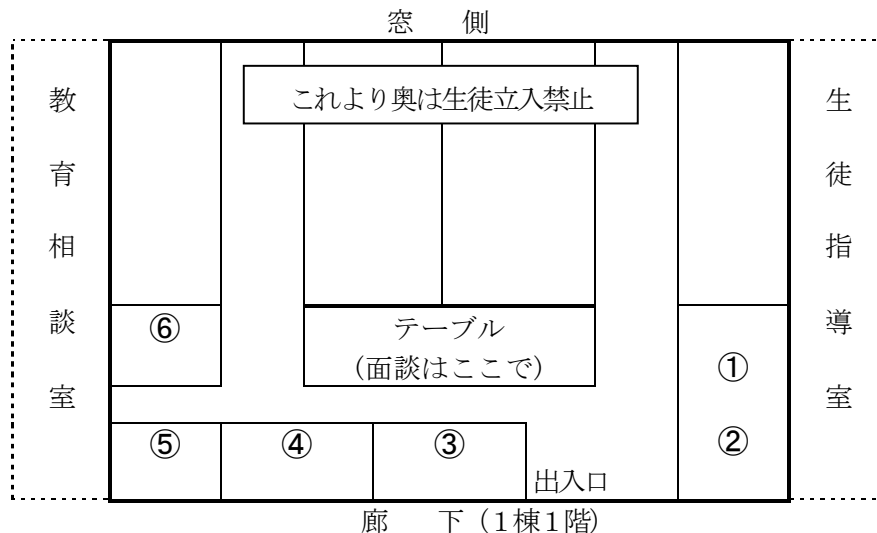 窓　側
これより奥は生徒立入禁止
教育相談室
生徒指導室
⑥
テーブル
（面談はここで）
①
⑤
④
③
②
出入口
廊　下（１棟１階）